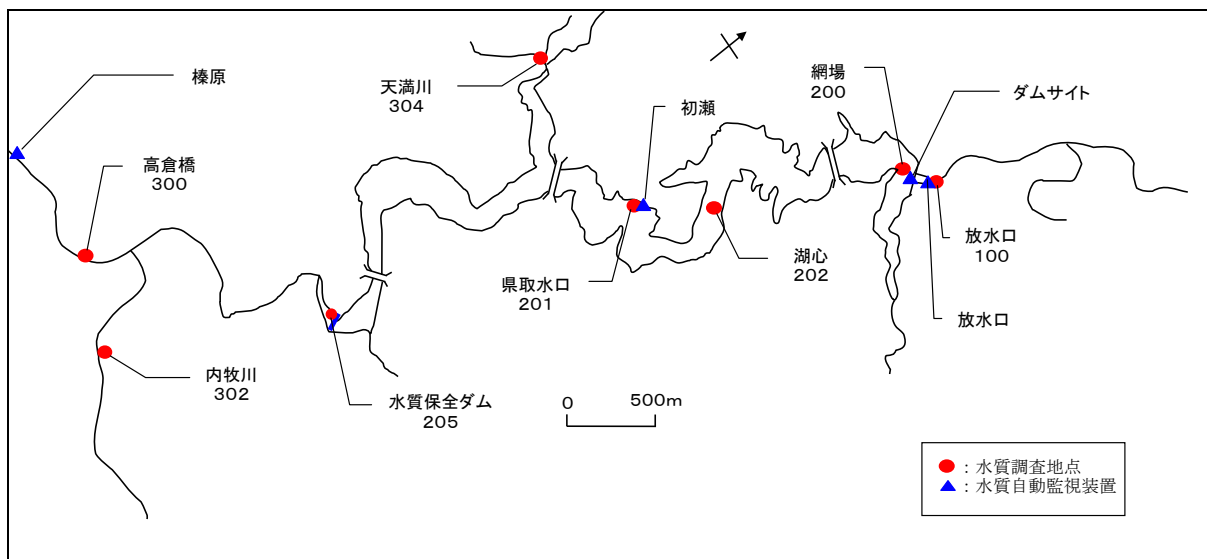 榛原
高倉橋
300
天満川
304
初瀬
網場
200
ダムサイト
放水口
100
県取水口
201
湖心
202
放水口
内牧川
302
水質保全ダム
205
0 500m
：水質調査地点
：水質自動監視装置